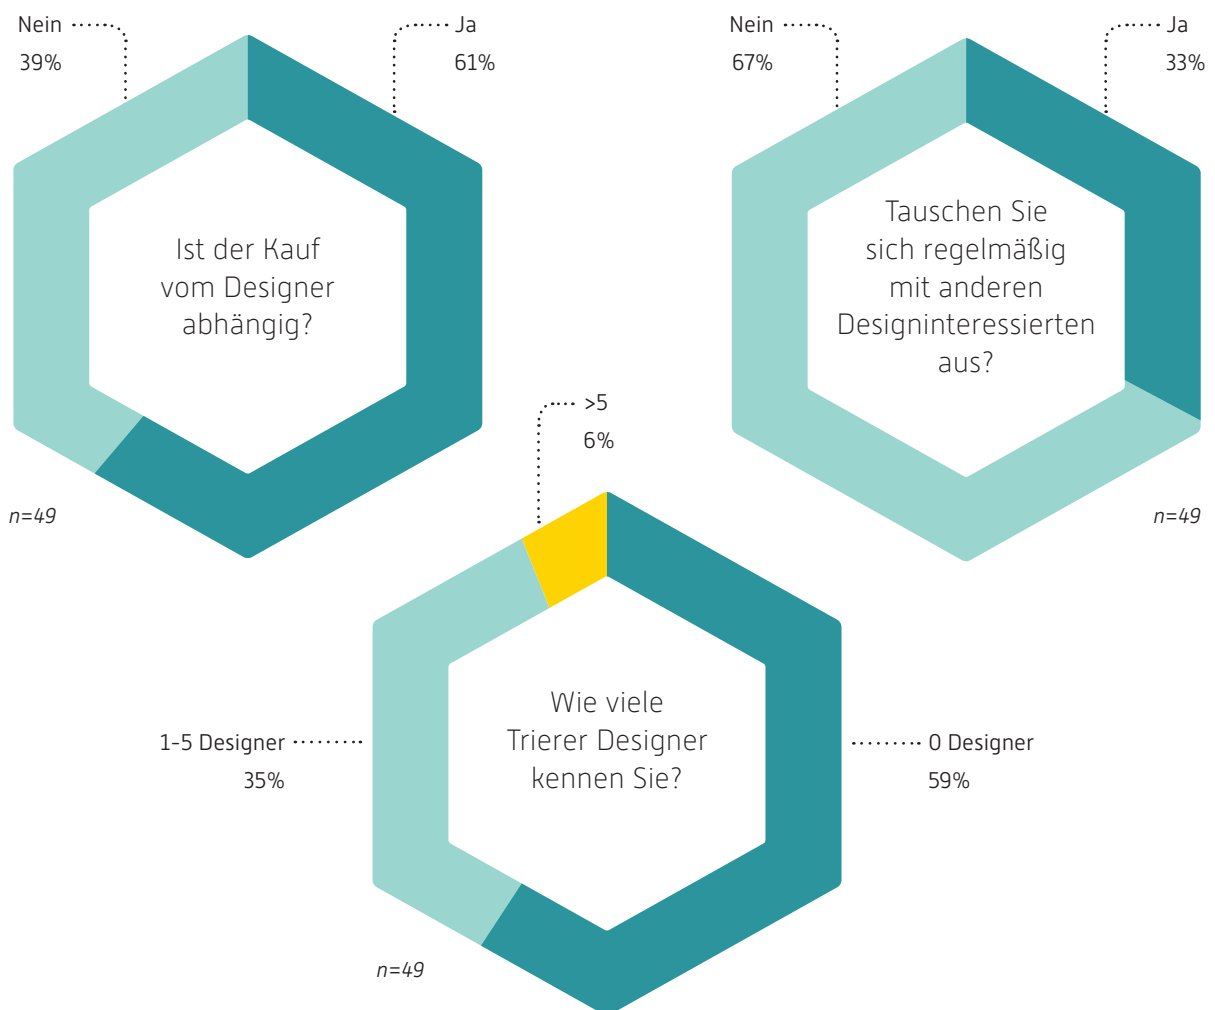 Nein
39%
Ja
61%
Ist der Kauf
vom Designer
abhängig?
n=49
Nein
67%
Ja
33%
Tauschen Sie
sich regelmäßig
mit anderen
Designinteressierten
aus?
n=49
>5
6%
1-5 Designer
35%
0 Designer
59%
Wie viele
Trierer Designer
kennen Sie?
n=49